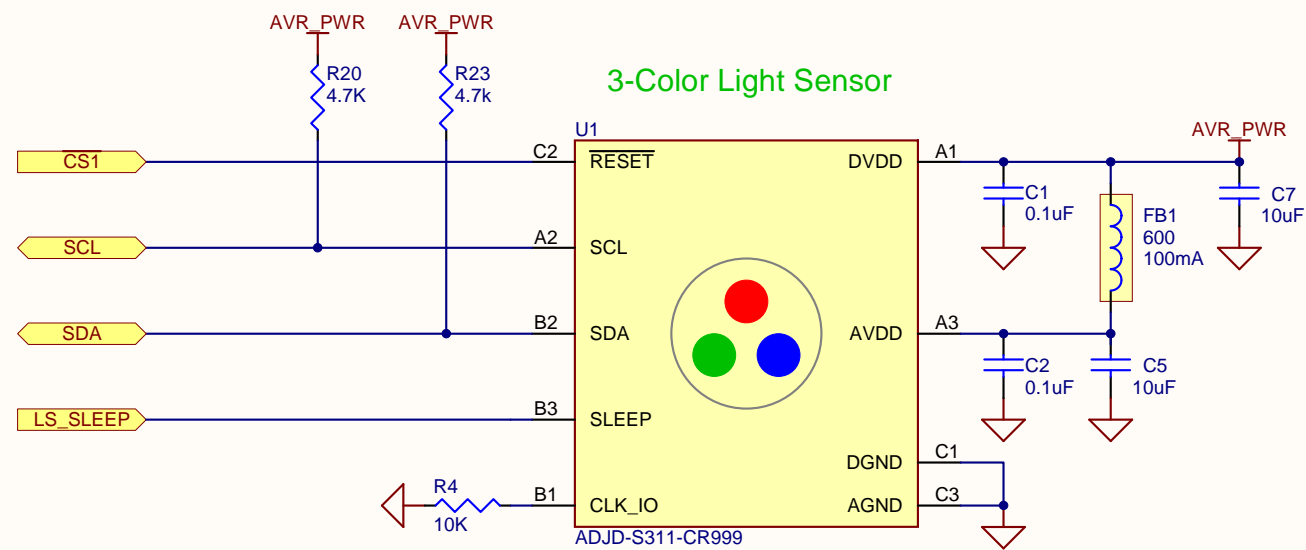 AVR_PWR
AVR_PWR
R20
4.7K
R23
4.7k
3-Color Light Sensor
U1
AVR_PWR
CS1
C2
RESET
DVDD
A1
C1
0.1uF
FB1
600
100mA
C7
10uF
SCL
A2
SCL
SDA
B2
SDA
AVDD
A3
C2
0.1uF
C5
10uF
LS_SLEEP
B3
SLEEP
DGND
C1
R4
10K
B1
CLK_IO
AGND
C3
ADJD-S311-CR999